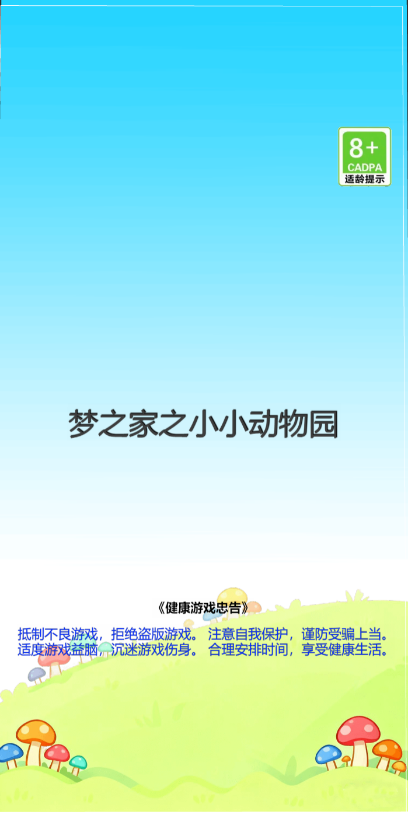 8+
CADPA
适龄提示
梦之家之小小动物园
《健康游戏忠告》
抵制不良游戏，拒绝盗版游戏。 注意自我保护，谨防受骗上当。
适度游戏益脑，沉迷游戏伤身。 合理安排时间，享受健康生活。